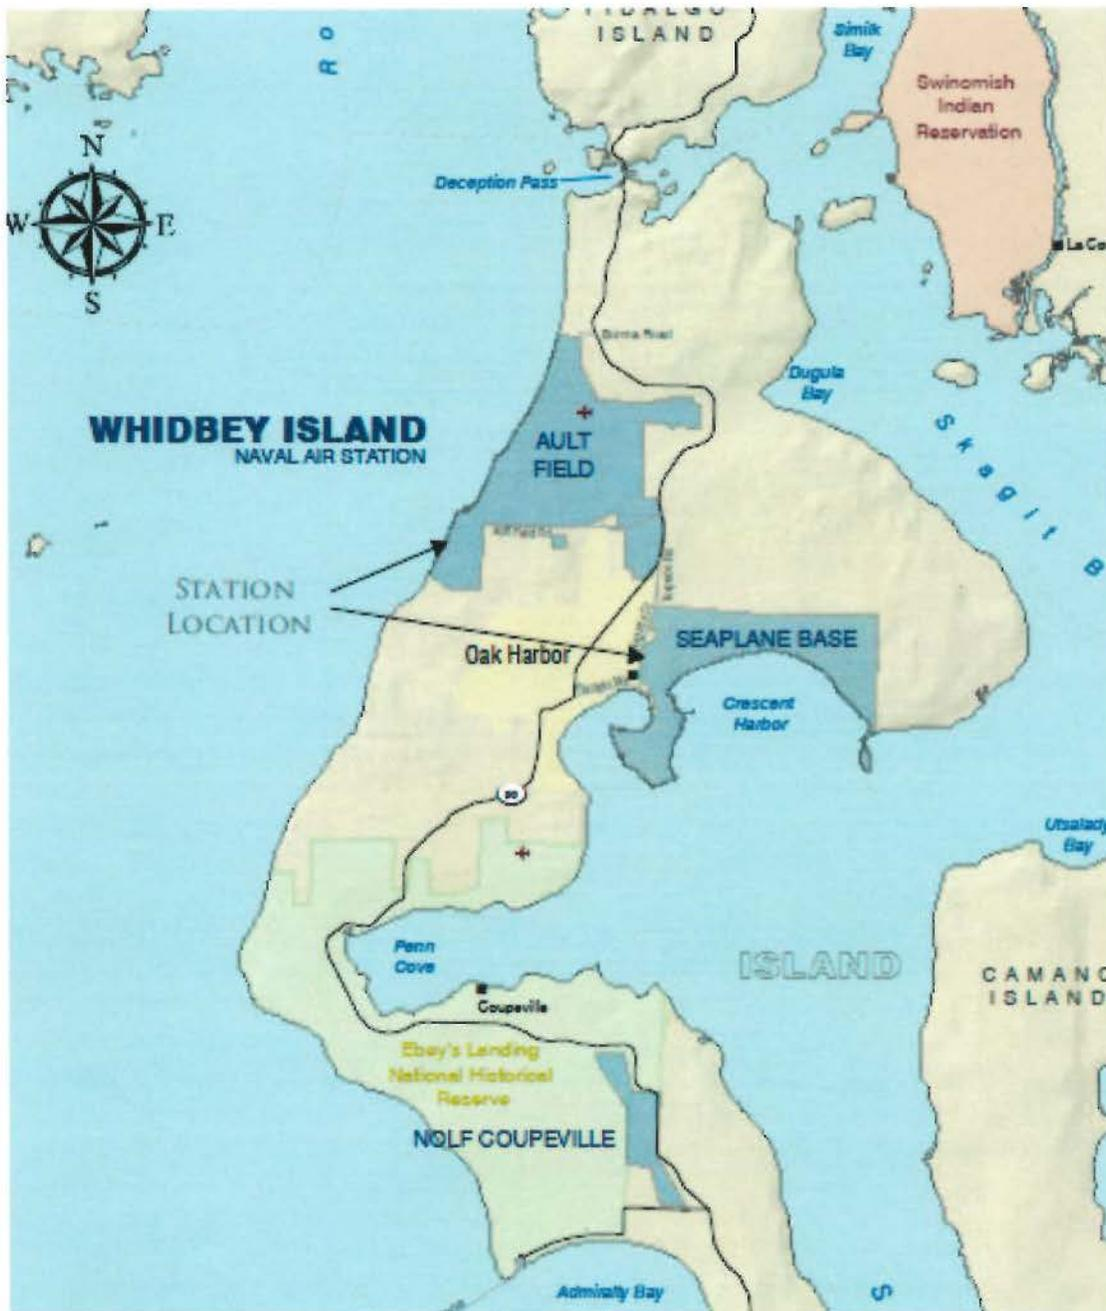 ISLAND
Similk
Bay
R o
Swinomish
Indian
Reservation
N
W
E
S
Deception Pass
La Co
Dugula
Bay
WHIDBEY ISLAND
NAVAL AIR STATION
AULT
FIELD
Skagit B
STATION
LOCATION
SEAPLANE BASE
Oak Harbor
Crescent
Harbor
Utsalady
Bay
Penn
Cove
ISLAND
CAMANO
ISLAND
Coupeville
Ebey's Landing
National Historical
Reserve
NOLF COUPEVILLE
Admiralty Bay
S